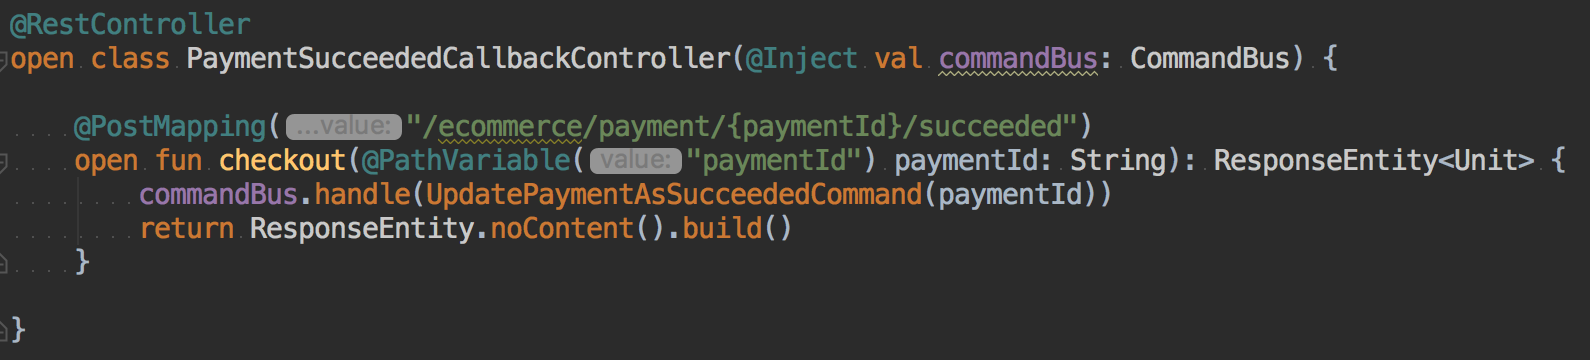 @RestController
open class PaymentSucceededCallbackController(@Inject val commandBus: CommandBus) {
@PostMapping( ...value: "/ecommerce/payment/{paymentId}/succeeded")
open fun checkout(@PathVariable( value: "paymentId") paymentId: String): ResponseEntity<Unit> {
commandBus.handle(UpdatePaymentAsSucceededCommand(paymentId))
return ResponseEntity.noContent().build()
}
}